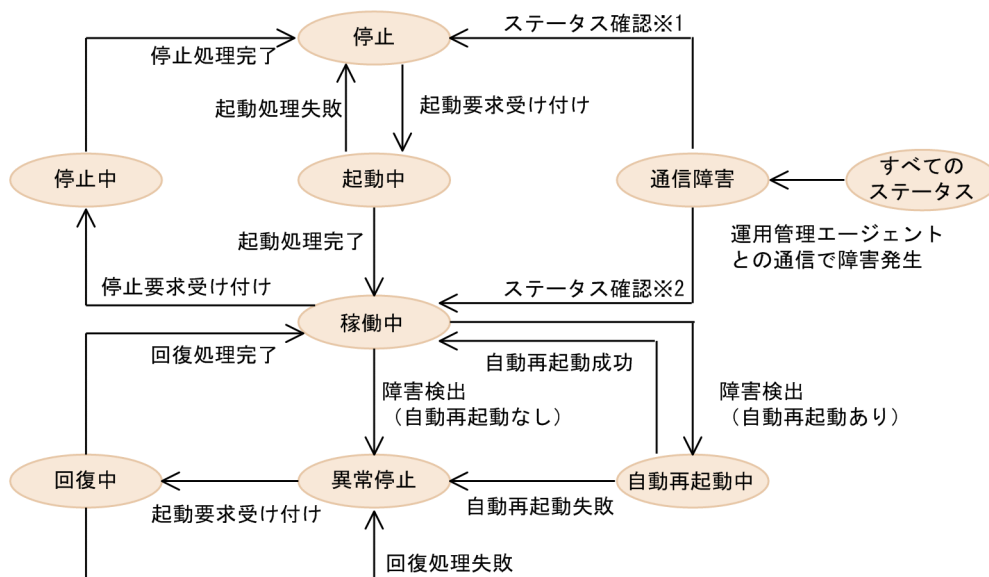 停止
ステータス確認※1
停止処理完了
起動処理失敗
起動要求受け付け
停止中
起動中
通信障害
すべての
ステータス
起動処理完了
運用管理エージェント
との通信で障害発生
停止要求受け付け
ステータス確認※2
稼働中
回復処理完了
自動再起動成功
障害検出
（自動再起動なし）
障害検出
（自動再起動あり）
回復中
異常停止
自動再起動中
起動要求受け付け
自動再起動失敗
回復処理失敗